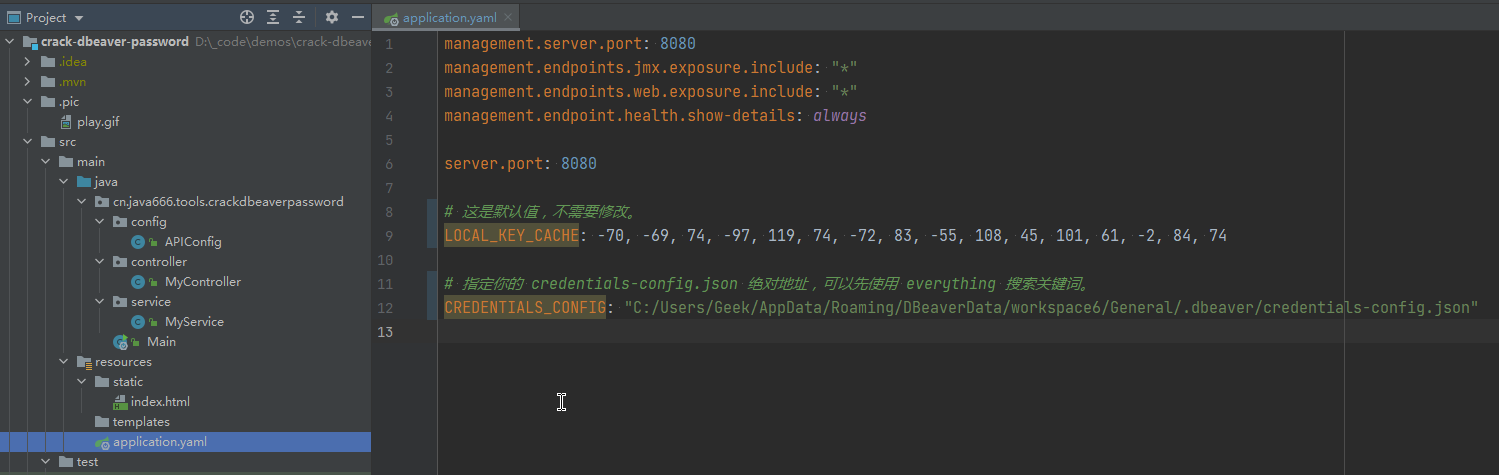 Project
crack-dbeaver-password D:\_code\demos\crack-dbeave
.idea
.mvn
.pic
play.gif
src
main
java
cn.java666.tools.crackdbeaverpassword
config
APIConfig
controller
MyController
service
MyService
Main
resources
static
index.html
templates
application.yaml
test
application.yaml
1 management.server.port: 8080
2 management.endpoints.jmx.exposure.include: "*"
3 management.endpoints.web.exposure.include: "*"
4 management.endpoint.health.show-details: always
5
6 server.port: 8080
7
8 # 这是默认值，不需要修改。
9 LOCAL_KEY_CACHE: -70, -69, 74, -97, 119, 74, -72, 83, -55, 108, 45, 101, 61, -2, 84, 74
10
11 # 指定你的 credentials-config.json 绝对地址，可以先使用 everything 搜索关键词。
12 CREDENTIALS_CONFIG: "C:/Users/Geek/AppData/Roaming/DBeaverData/workspace6/General/.dbeaver/credentials-config.json"
13